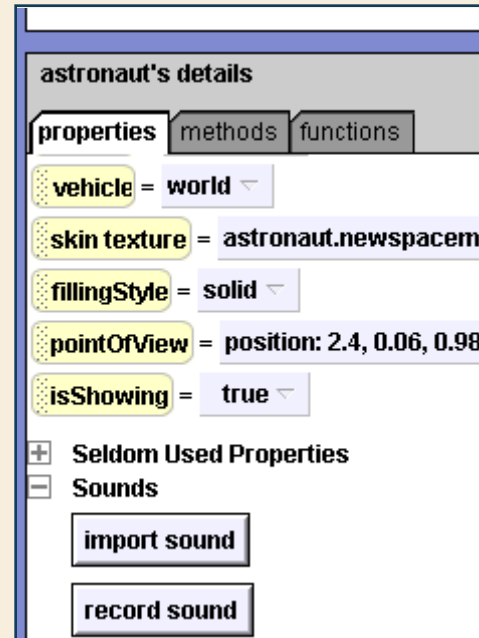 astronaut's details
properties methods functions
vehicle = world
skin texture = astronaut.newspacem
fillingStyle = solid
pointOfView = position: 2.4, 0.06, 0.98
isShowing = true
Seldom Used Properties
Sounds
import sound
record sound